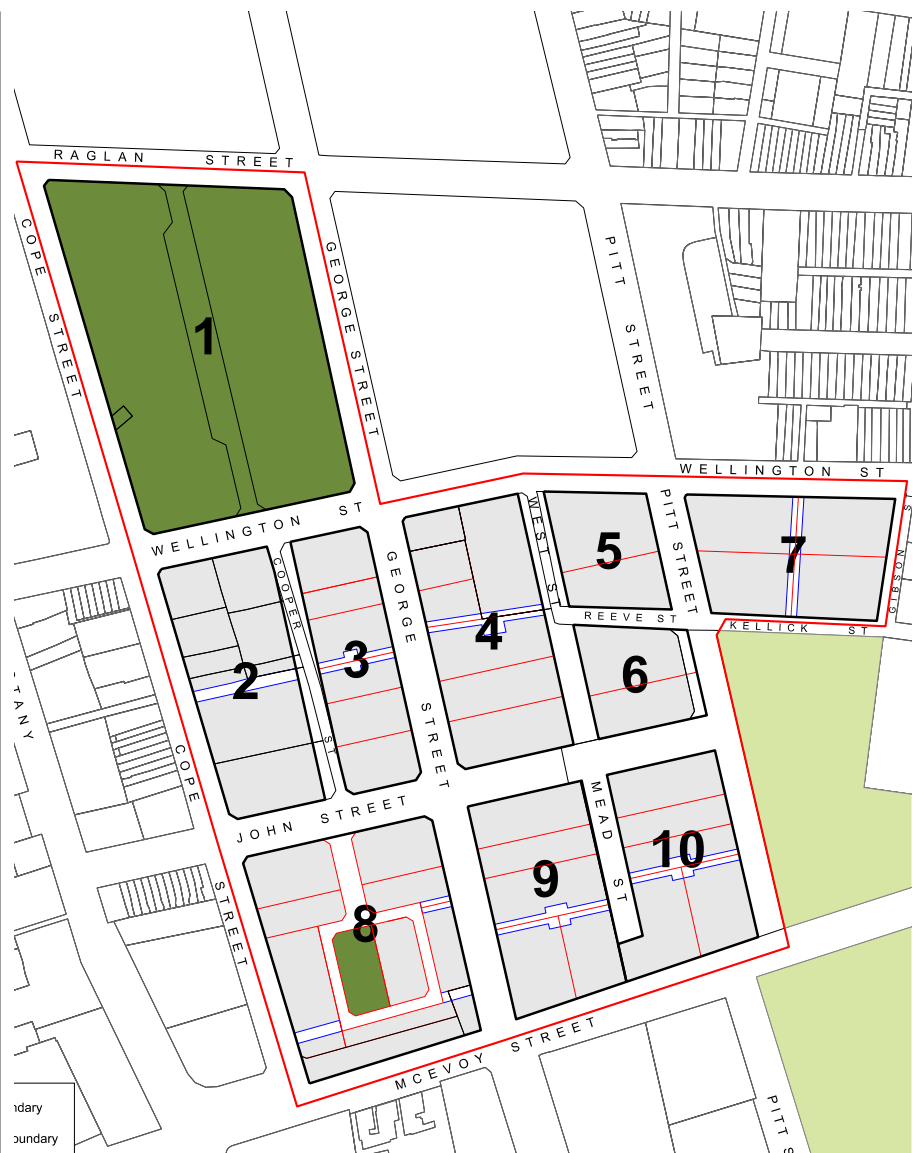 RAGLAN STREET
COPE STREET
GEORGE STREET
PITT STREET
1
WELLINGTON ST
WELLINGTON ST
WEST ST
PITT STREET
GIBSON S
5
7
COOPER ST
GEORGE STREET
REEVE ST
KELLICK ST
2
3
4
6
TANY
COPE STREET
JOHN STREET
MEAD ST
8
9
10
MCEVOY STREET
PITT S
ndary
oundary